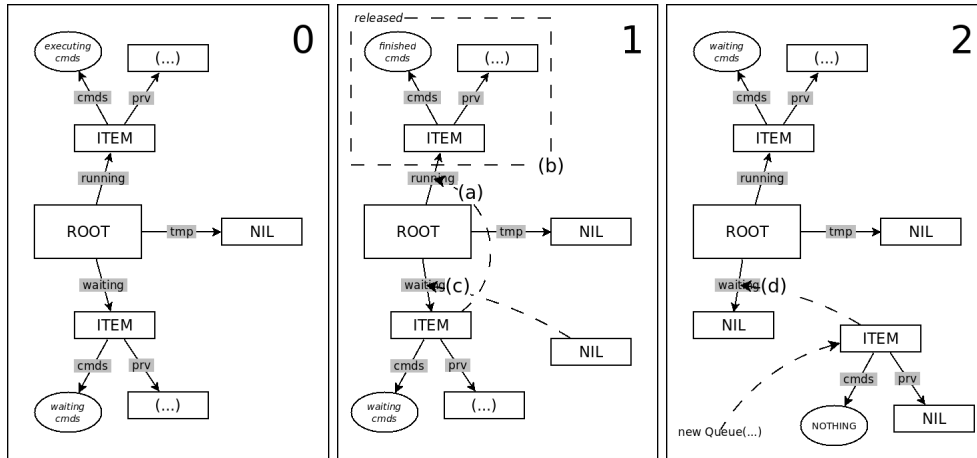 0
executing
cmds
(...)
cmds
prv
ITEM
running
ROOT
tmp
NIL
waiting
ITEM
cmds
prv
waiting
cmds
(...)
released
1
finished
cmds
(...)
cmds
prv
ITEM
(b)
running
(a)
ROOT
tmp
NIL
waiting
(c)
ITEM
NIL
cmds
prv
waiting
cmds
(...)
2
waiting
cmds
(...)
cmds
prv
ITEM
running
ROOT
tmp
NIL
waiting
(d)
NIL
ITEM
cmds
prv
new Queue(...)
NOTHING
NIL